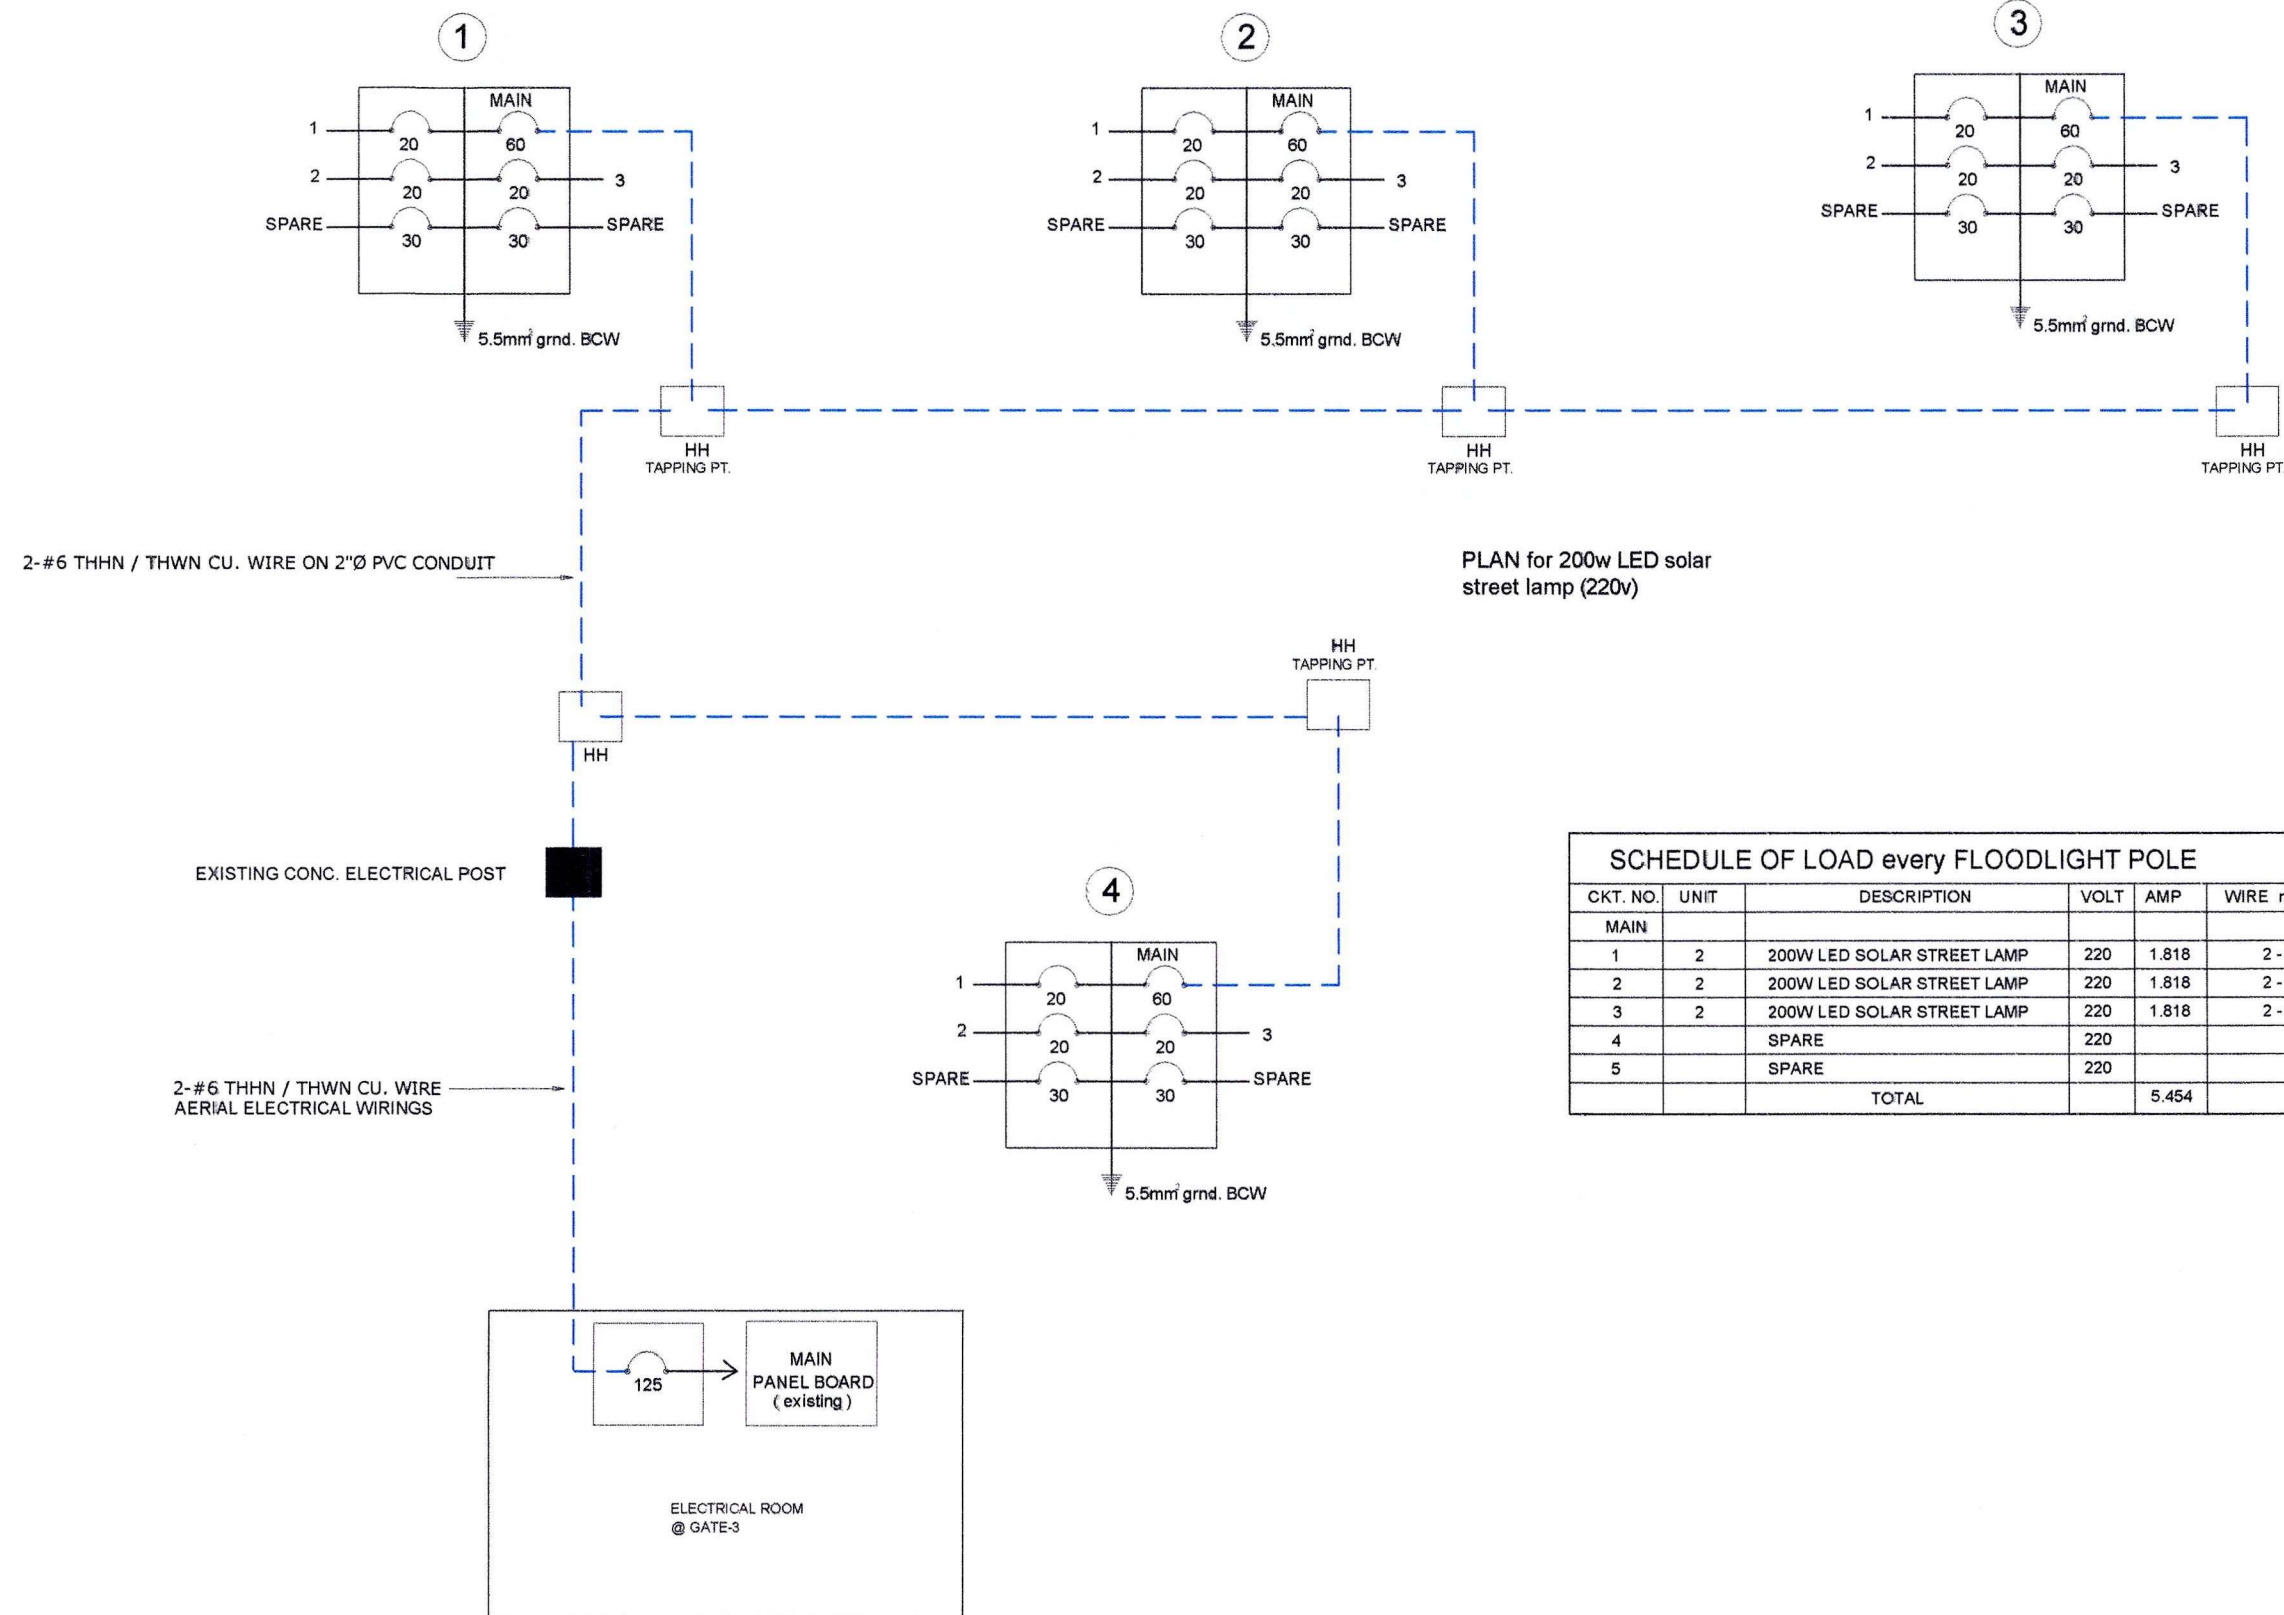 1
MAIN
1
20
60
2
20
20
3
SPARE
30
30
SPARE
5.5mm² grnd. BCW
2
MAIN
1
20
60
2
20
20
3
SPARE
30
30
SPARE
5.5mm² grnd. BCW
3
MAIN
1
20
60
2
20
20
3
SPARE
30
30
SPARE
5.5mm² grnd. BCW
HH
TAPPING PT.
HH
TAPPING PT.
HH
TAPPING PT.
2-#6 THHN / THWN CU. WIRE ON 2"Ø PVC CONDUIT
PLAN for 200w LED solar
street lamp (220v)
HH
TAPPING PT.
HH
EXISTING CONC. ELECTRICAL POST
4
MAIN
1
20
60
2
20
20
3
SPARE
30
30
SPARE
5.5mm² grnd. BCW
2-#6 THHN / THWN CU. WIRE
AERIAL ELECTRICAL WIRINGS
SCHEDULE OF LOAD every FLOODLIGHT POLE
CKT. NO. UNIT DESCRIPTION VOLT AMP WIRE
MAIN
1 2 200W LED SOLAR STREET LAMP 220 1.818 2 -
2 2 200W LED SOLAR STREET LAMP 220 1.818 2 -
3 2 200W LED SOLAR STREET LAMP 220 1.818 2 -
4 SPARE 220
5 SPARE 220
TOTAL 5.454
125
MAIN
PANEL BOARD
( existing )
ELECTRICAL ROOM
@ GATE-3